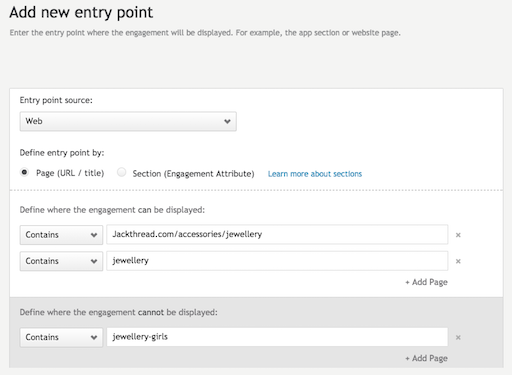 Add new entry point
Enter the entry point where the engagement will be displayed. For example, the app section or website page.
Entry point source:
Web
Define entry point by:
Page (URL / title) Section (Engagement Attribute) Learn more about sections
Define where the engagement can be displayed:
Contains Jackthread.com/accessories/jewellery ×
Contains jewellery ×
+ Add Page
Define where the engagement cannot be displayed:
Contains jewellery-girls ×
+ Add Page